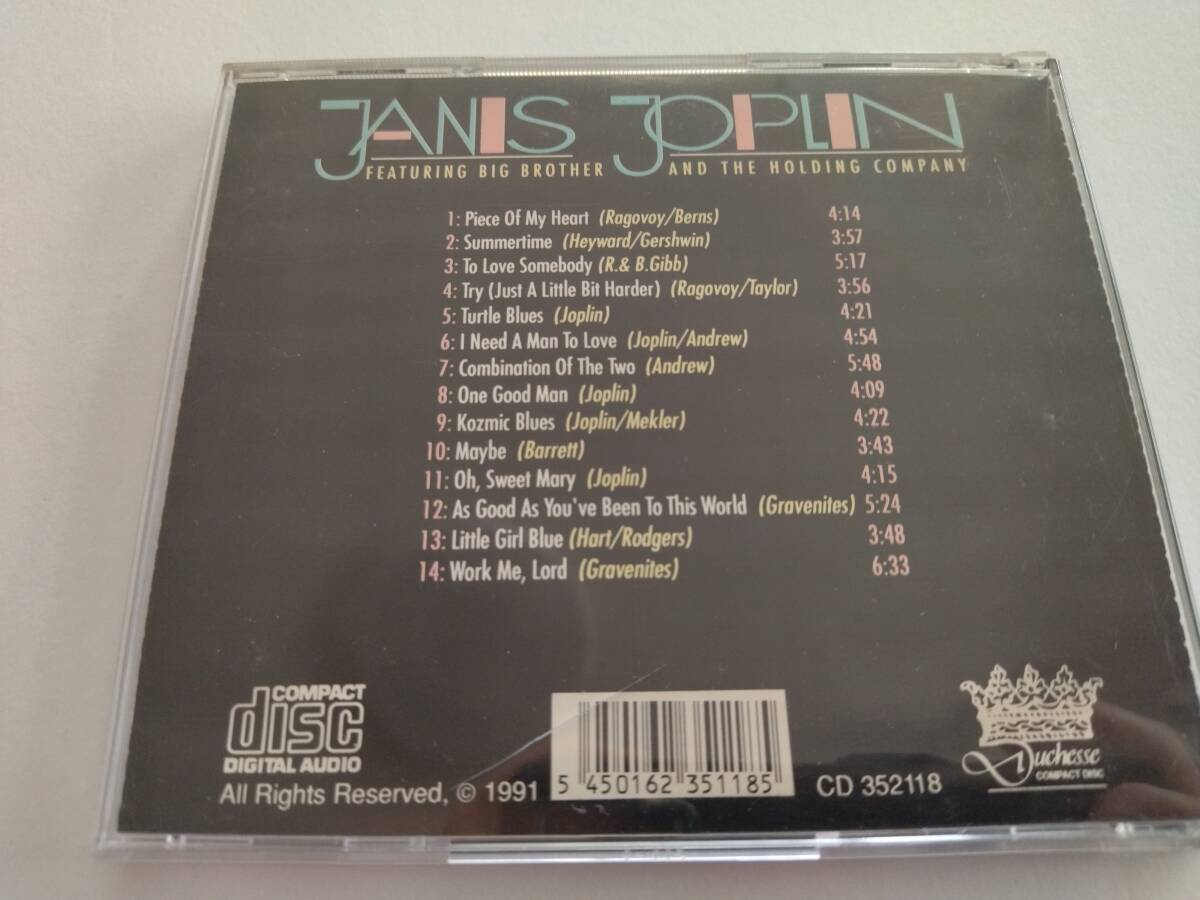 JANIS JOPLIN
FEATURING BIG BROTHER AND THE HOLDING COMPANY
1: Piece Of My Heart (Ragovoy/Berns) 4:14
2: Summertime (Heyward/Gershwin) 3:57
3: To Love Somebody (R.& B.Gibb) 5:17
4: Try (Just A Little Bit Harder) (Ragovoy/Taylor) 3:56
5: Turtle Blues (Joplin) 4:21
6: I Need A Man To Love (Joplin/Andrew) 4:54
7: Combination Of The Two (Andrew) 5:48
8: One Good Man (Joplin) 4:09
9: Kozmic Blues (Joplin/Mekler) 4:22
10: Maybe (Barrett) 3:43
11: Oh, Sweet Mary (Joplin) 4:15
12: As Good As You've Been To This World (Gravenites) 5:24
13: Little Girl Blue (Hart/Rodgers) 3:48
14: Work Me, Lord (Gravenites) 6:33
COMPACT
disc
DIGITAL AUDIO
All Rights Reserved, © 1991
5 450162 351185
CD 352118
Duchesse
COMPACT DISC